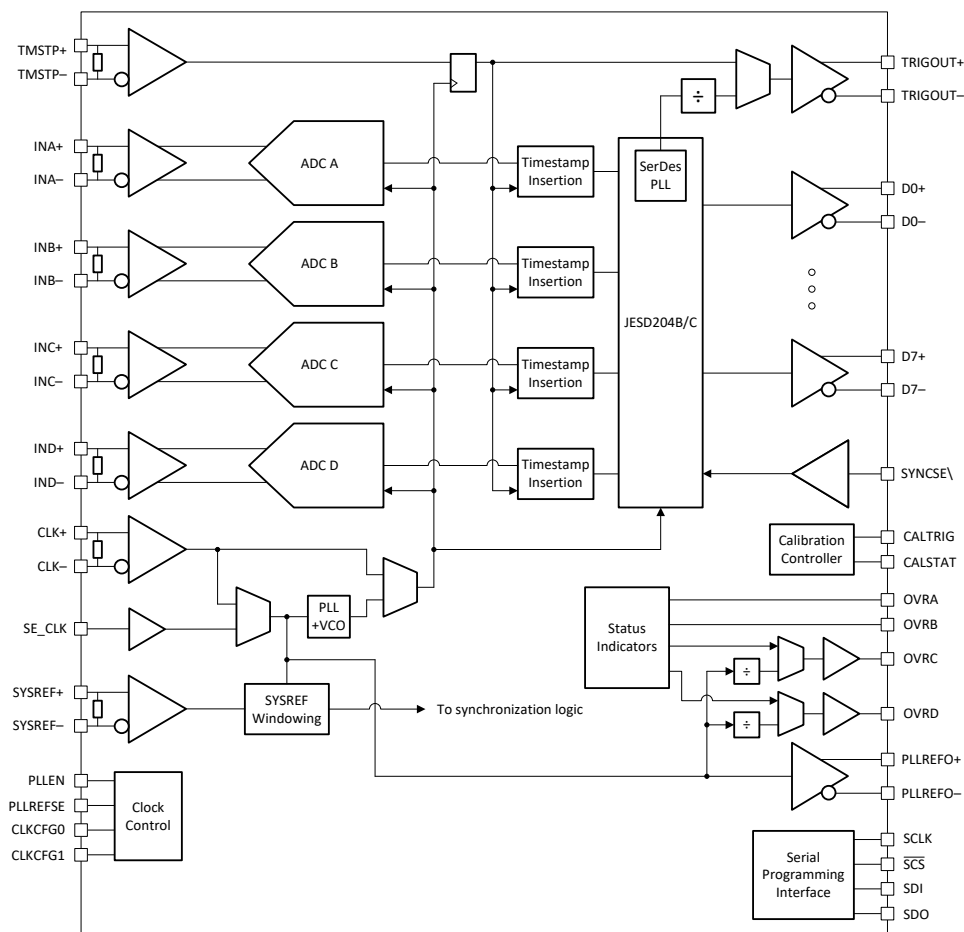 TMSTP+
TMSTP–
÷
TRIGOUT+
TRIGOUT–
INA+
INA–
ADC A
Timestamp
Insertion
SerDes
PLL
D0+
D0–
INB+
INB–
ADC B
Timestamp
Insertion
JESD204B/C
INC+
INC–
ADC C
Timestamp
Insertion
D7+
D7–
IND+
IND–
ADC D
Timestamp
Insertion
SYNCSE\
CLK+
CLK–
Calibration
Controller
CALTRIG
CALSTAT
SE_CLK
PLL
+VCO
Status
Indicators
OVRA
OVRB
÷
OVRC
÷
OVRD
SYSREF+
SYSREF–
SYSREF
Windowing
To synchronization logic
PLLREFO+
PLLREFO–
PLLEN
PLLREFSE
CLKCFG0
CLKCFG1
Clock
Control
Serial
Programming
Interface
SCLK
SCS
SDI
SDO